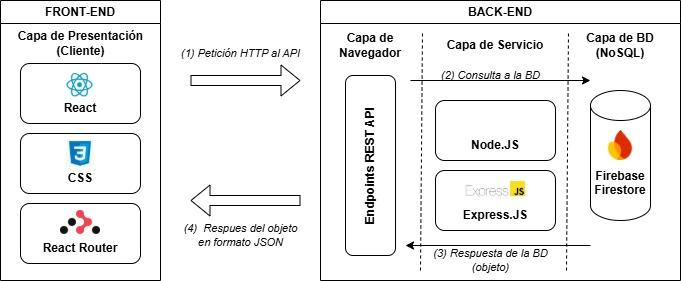 FRONT-END
Capa de Presentación
(Cliente)
React
3
CSS
React Router
(1) Petición HTTP al API
(4) Respues del objeto
en formato JSON
BACK-END
Capa de
Navegador
Endpoints REST API
Capa de Servicio
(2) Consulta a la BD
Node.JS
Express JS
Express.JS
(3) Respuesta de la BD
(objeto)
Capa de BD
(NoSQL)
Firebase
Firestore